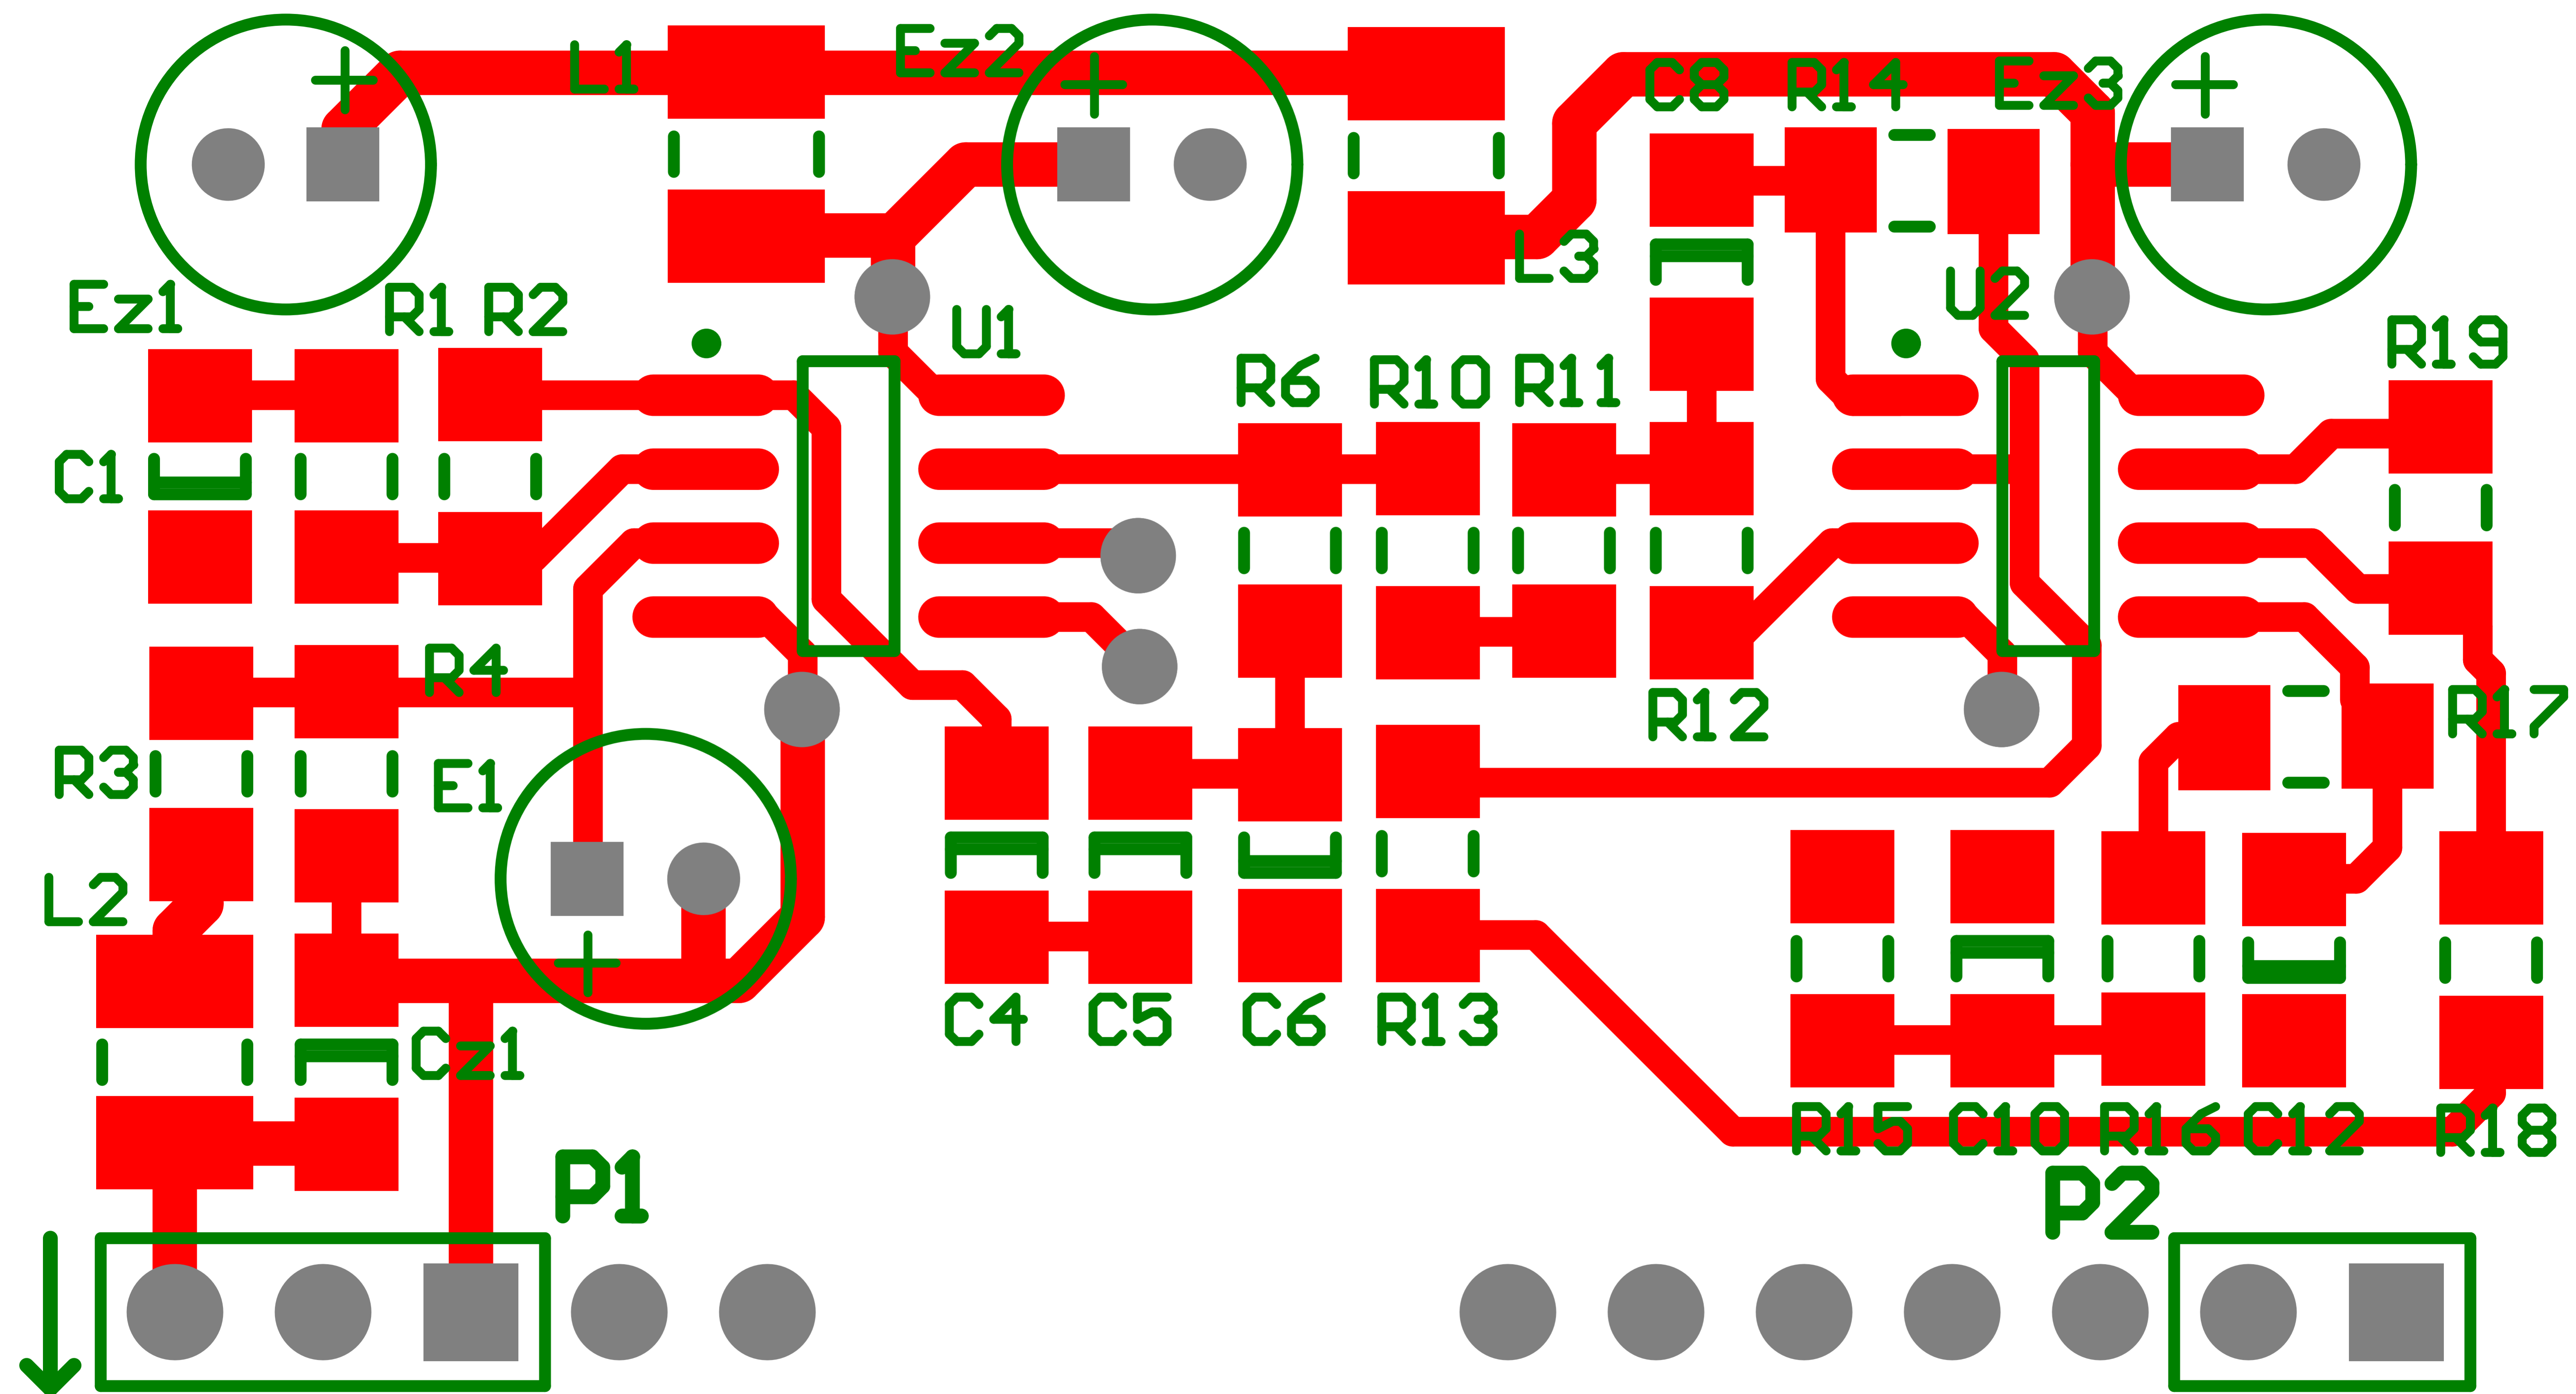 L1 Ez2 C8 R14 Ez3
Ez1 R1 R2 U1 L3 U2 R19
C1 R6 R10 R11
R4 R12 R17
R3 E1
L2
Cz1 C4 C5 C6 R13
R15 C10 R16 C12 R18
P1 P2